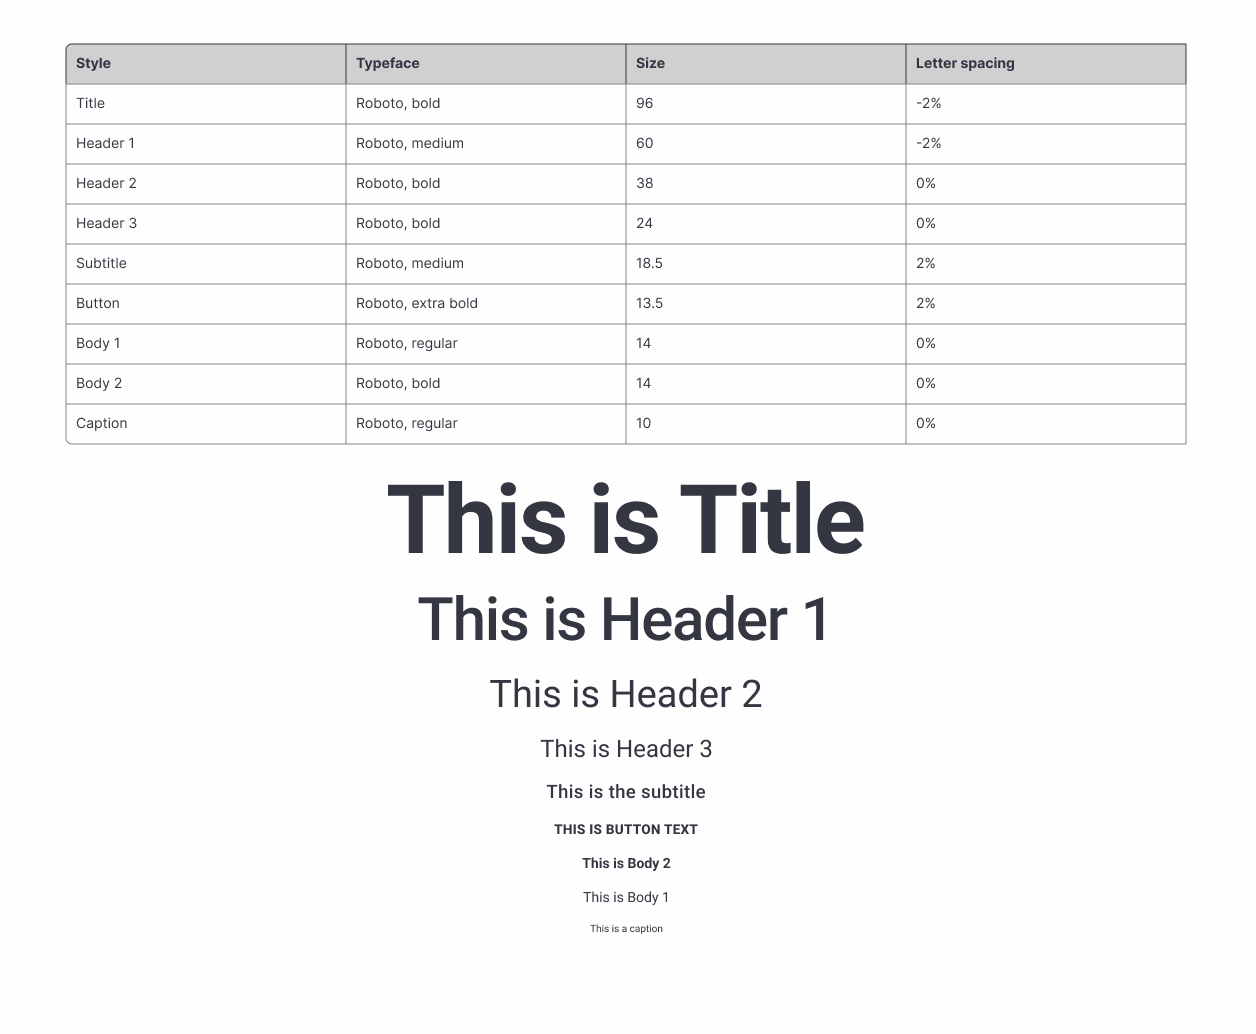 Style Typeface Size Letter spacing
Title Roboto, bold 96 -2%
Header 1 Roboto, medium 60 -2%
Header 2 Roboto, bold 38 0%
Header 3 Roboto, bold 24 0%
Subtitle Roboto, medium 18.5 2%
Button Roboto, extra bold 13.5 2%
Body 1 Roboto, regular 14 0%
Body 2 Roboto, bold 14 0%
Caption Roboto, regular 10 0%
This is Title
This is Header 1
This is Header 2
This is Header 3
This is the subtitle
THIS IS BUTTON TEXT
This is Body 2
This is Body 1
This is a caption